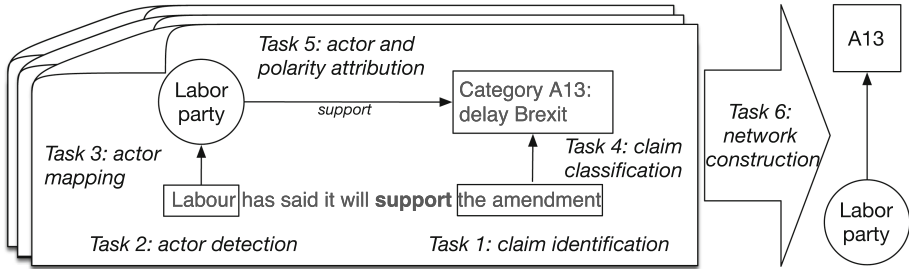 Task 5: actor and
polarity attribution
Labor
party
support
Category A13:
delay Brexit
Task 3: actor
mapping
Task 4: claim
classification
Labour has said it will support the amendment
Task 2: actor detection
Task 1: claim identification
Task 6:
network
construction
A13
Labor
party